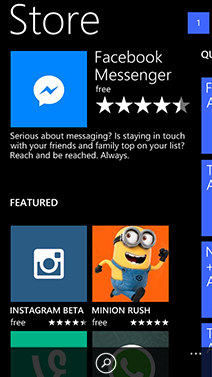 Store
1
Facebook
Messenger
free
Serious about messaging? Is staying in touch
with your friends and family top on your list?
Reach and be reached. Always.
FEATURED
INSTAGRAM BETA
free
MINION RUSH
free
QU
F
A
T
A
N
+
A
T
A